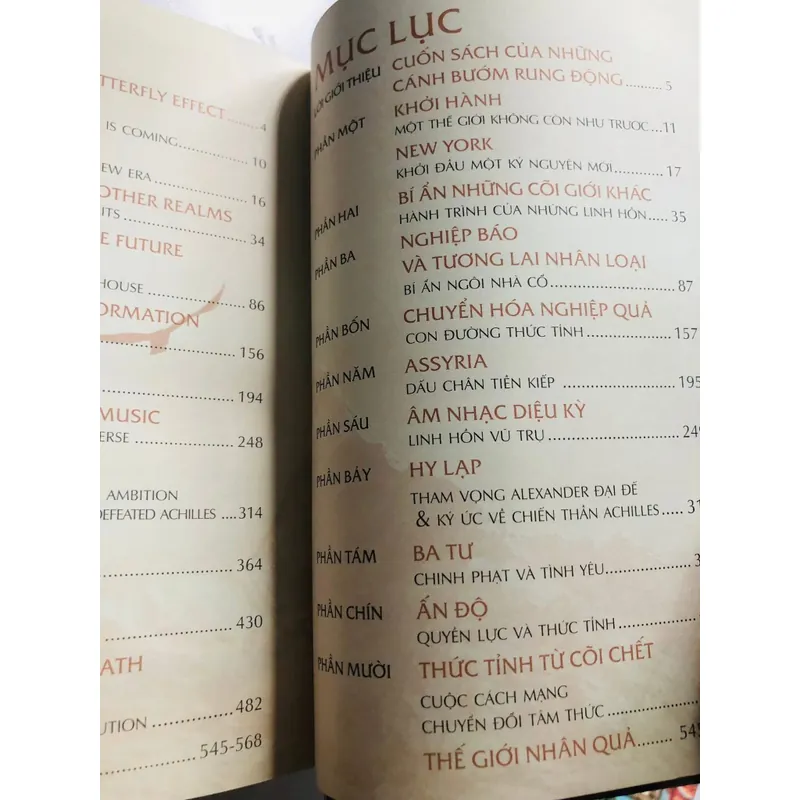 TTERFLY EFFECT.......4
IS COMING............10
EW ERA ............16
OTHER REALMS
ITS ............34
E FUTURE
HOUSE ............86
ORMATION
............156
............194
MUSIC
ERSE ............248
AMBITION
DEFEATED ACHILLES ....314
............364
............430
ATH
UTION ............482
............545-568
MỤC LỤC
LỜI GIỚI THIỆU CUỐN SÁCH CỦA NHỮNG
CÁNH BƯỚM RUNG ĐỘNG..........5
PHẦN MỘT KHỞI HÀNH
MỘT THẾ GIỚI KHÔNG CÒN NHƯ TRƯỚC...11
NEW YORK
KHỞI ĐẦU MỘT KỶ NGUYÊN MỚI............17
PHẦN HAI BÍ ẨN NHỮNG CÕI GIỚI KHÁC
HÀNH TRÌNH CỦA NHỮNG LINH HỒN.....35
PHẦN BA NGHIỆP BÁO
VÀ TƯƠNG LAI NHÂN LOẠI
BÍ ẨN NGÔI NHÀ CỔ.....................87
PHẦN BỐN CHUYỂN HÓA NGHIỆP QUẢ
CON ĐƯỜNG THỨC TỈNH...............157
PHẦN NĂM ASSYRIA
DẤU CHÂN TIỀN KIẾP ...................195
PHẦN SÁU ÂM NHẠC DIỆU KỲ
LINH HỒN VŨ TRỤ ......................249
PHẦN BẢY HY LẠP
THAM VỌNG ALEXANDER ĐẠI ĐẾ
& KÝ ỨC VỀ CHIẾN THẦN ACHILLES.....31
PHẦN TÁM BA TƯ
CHINH PHẠT VÀ TÌNH YÊU..............3
PHẦN CHÍN ẤN ĐỘ
QUYỀN LỰC VÀ THỨC TỈNH.............
PHẦN MƯỜI THỨC TỈNH TỪ CÕI CHẾT
CUỘC CÁCH MẠNG
CHUYỂN ĐỔI TÂM THỨC..............
THẾ GIỚI NHÂN QUẢ........545